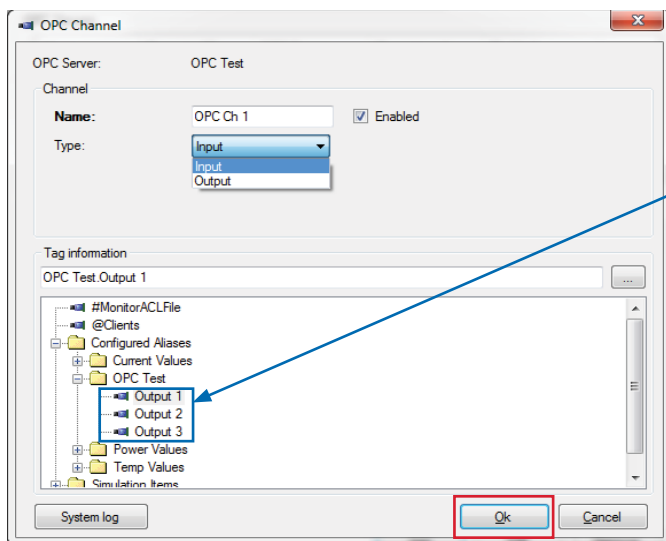 OPC Channel
OPC Server: OPC Test
Channel
Name: OPC Ch 1 Enabled
Type: Input
Input
Output
Tag information
OPC Test.Output 1 ...
#MonitorACLFile
@Clients
Configured Aliases
Current Values
OPC Test
Output 1
Output 2
Output 3
Power Values
Temp Values
Simulation Items
System log Ok Cancel